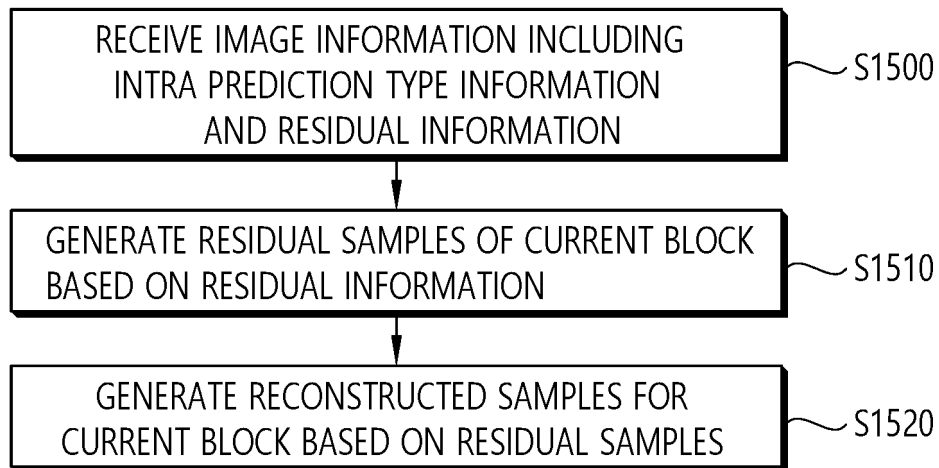 RECEIVE IMAGE INFORMATION INCLUDING
INTRA PREDICTION TYPE INFORMATION
AND RESIDUAL INFORMATION
S1500
GENERATE RESIDUAL SAMPLES OF CURRENT BLOCK
BASED ON RESIDUAL INFORMATION
S1510
GENERATE RECONSTRUCTED SAMPLES FOR
CURRENT BLOCK BASED ON RESIDUAL SAMPLES
S1520